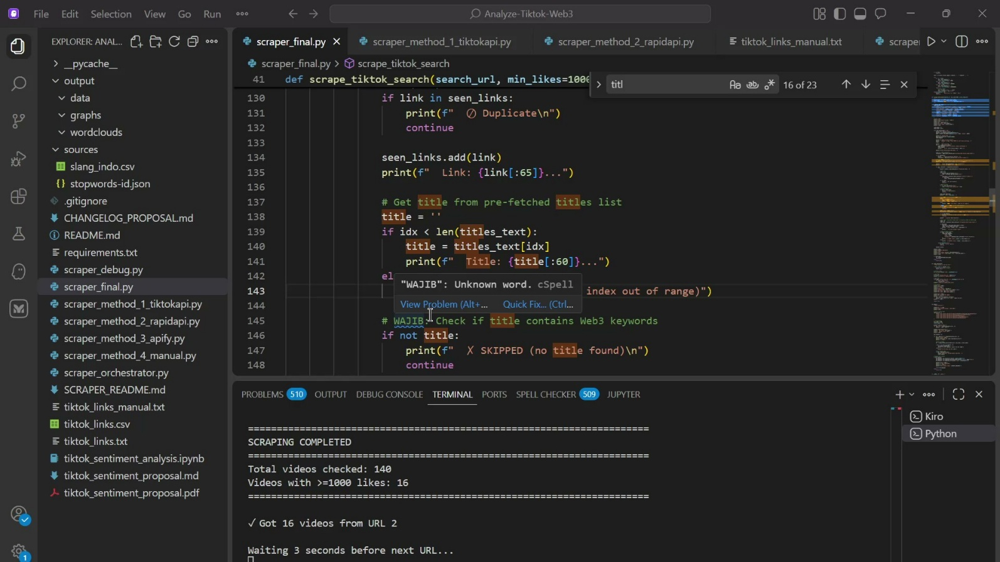 File Edit Selection View Go Run
Analyze-Tiktok-Web3
EXPLORER: ANAL...
__pycache__
output
data
graphs
wordclouds
sources
slang_indo.csv
stopwords-id.json
.gitignore
CHANGELOG_PROPOSAL.md
README.md
requirements.txt
scraper_debug.py
scraper_final.py
scraper_method_1_tiktokapi.py
scraper_method_2_rapidapi.py
scraper_method_3_apify.py
scraper_method_4_manual.py
scraper_orchestrator.py
SCRAPER_README.md
tiktok_links_manual.txt
tiktok_links.csv
tiktok_links.txt
tiktok_sentiment_analysis.ipynb
tiktok_sentiment_proposal.md
tiktok_sentiment_proposal.pdf
1
scraper_final.py scraper_method_1_tiktokapi.py scraper_method_2_rapidapi.py tiktok_links_manual.txt scrape
scraper_final.py > scrape_tiktok_search
titl Aa ab 16 of 23
41 def scrape_tiktok_search(search_url, min_likes=1000
130 if link in seen_links:
131 print(f" ⊘ Duplicate\n")
132 continue
133
134 seen_links.add(link)
135 print(f" Link: {link[:65]}...")
136
137 # Get title from pre-fetched titles list
138 title = ''
139 if idx < len(titles_text):
140 title = titles_text[idx]
141 print(f" Title: {title[:60]}...")
142 el
"WAJIB": Unknown word. cSpell
143 index out of range)")
View Problem (Alt+... Quick Fix... (Ctrl...
144
145 # WAJIB: Check if title contains Web3 keywords
146 if not title:
147 print(f" ✗ SKIPPED (no title found)\n")
148 continue
PROBLEMS 510 OUTPUT DEBUG CONSOLE TERMINAL PORTS SPELL CHECKER 509 JUPYTER
======================================================================
SCRAPING COMPLETED
======================================================================
Total videos checked: 140
Videos with >=1000 likes: 16
======================================================================
✓ Got 16 videos from URL 2
Waiting 3 seconds before next URL...
Kiro
Python